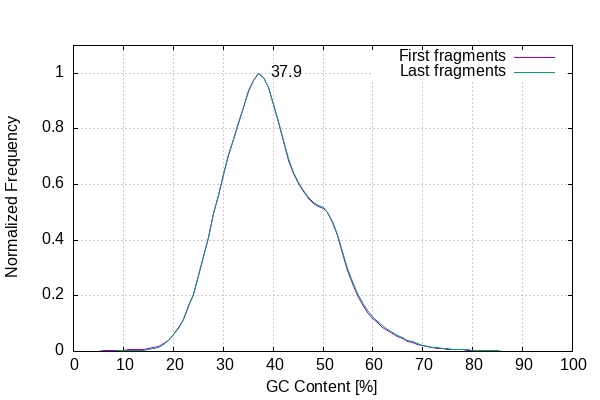 First fragments
Last fragments
37.9
1
0.8
0.6
0.4
0.2
0
Normalized Frequency
0 10 20 30 40 50 60 70 80 90 100
GC Content [%]